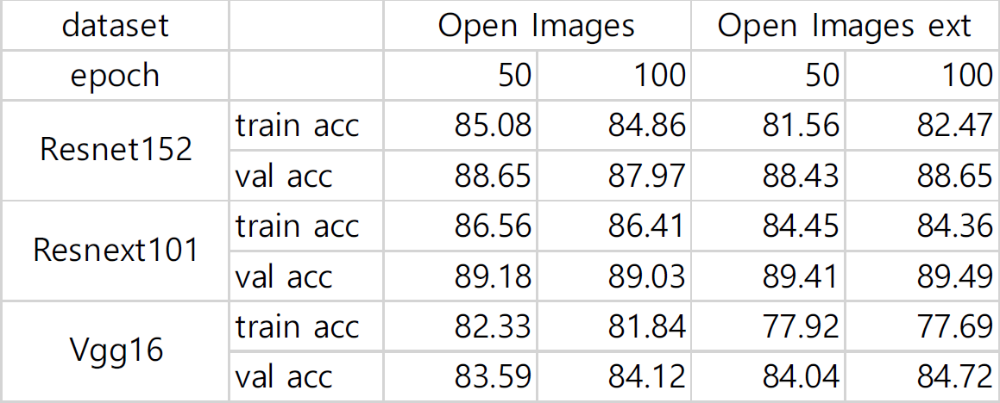 dataset Open Images Open Images ext
epoch 50 100 50 100
Resnet152 train acc 85.08 84.86 81.56 82.47
val acc 88.65 87.97 88.43 88.65
Resnext101 train acc 86.56 86.41 84.45 84.36
val acc 89.18 89.03 89.41 89.49
Vgg16 train acc 82.33 81.84 77.92 77.69
val acc 83.59 84.12 84.04 84.72